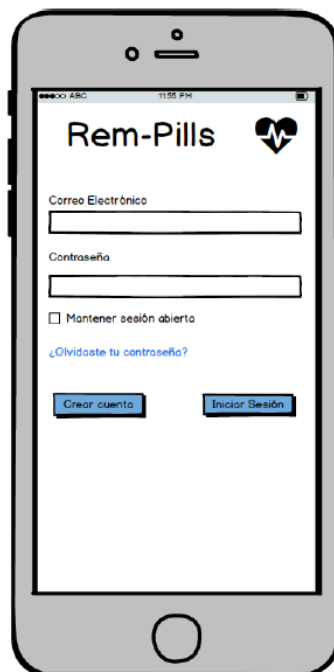 ABC 11:55 PM
Rem-Pills
Correo Electrónico
Contraseña
Mantener sesión abierta
¿Olvidaste tu contraseña?
Crear cuenta Iniciar Sesión